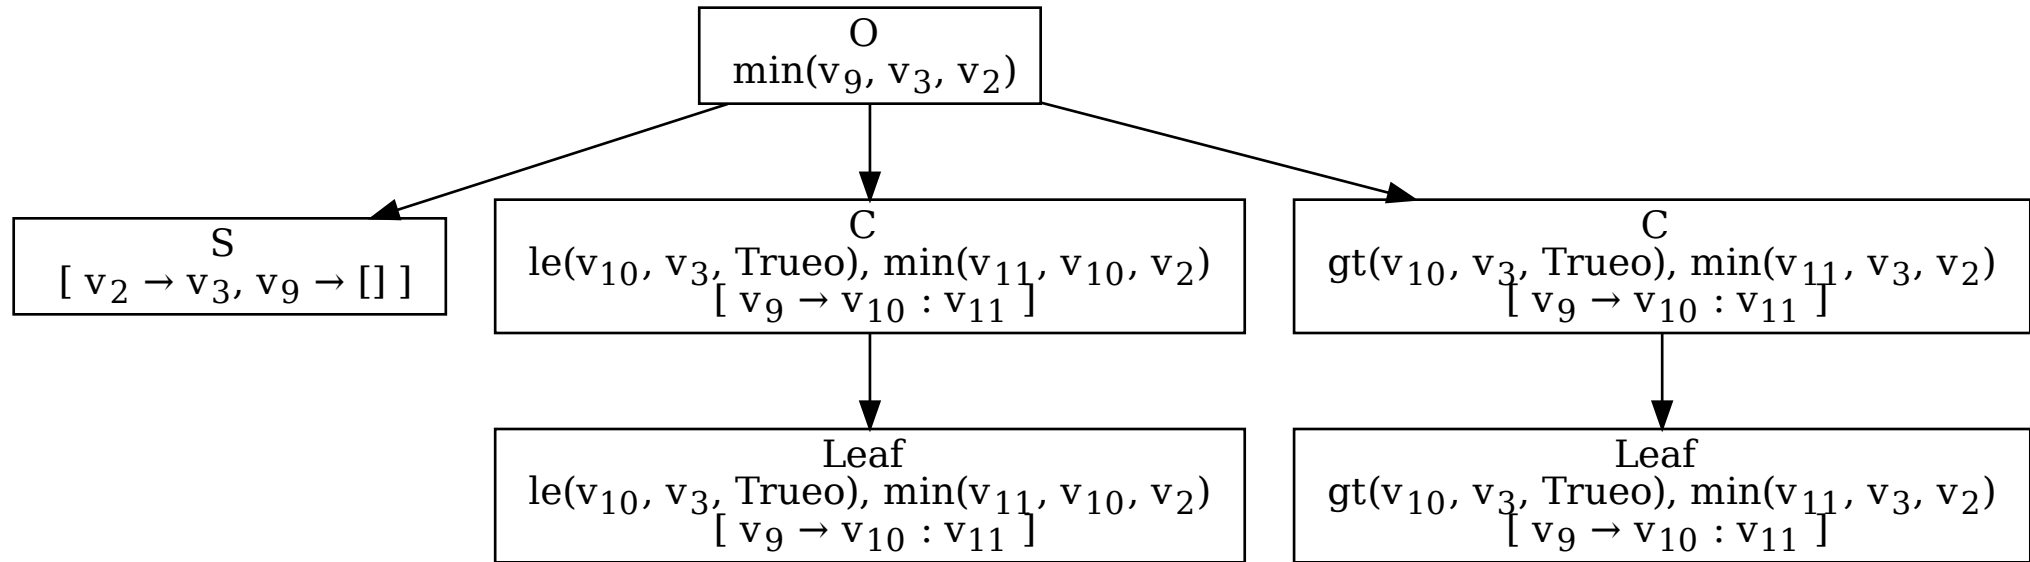 O
min(v₉, v₃, v₂)
S
[ v₂ → v₃, v₉ → [] ]
C
le(v₁₀, v₃, Trueo), min(v₁₁, v₁₀, v₂)
[ v₉ → v₁₀ : v₁₁ ]
C
gt(v₁₀, v₃, Trueo), min(v₁₁, v₃, v₂)
[ v₉ → v₁₀ : v₁₁ ]
Leaf
le(v₁₀, v₃, Trueo), min(v₁₁, v₁₀, v₂)
[ v₉ → v₁₀ : v₁₁ ]
Leaf
gt(v₁₀, v₃, Trueo), min(v₁₁, v₃, v₂)
[ v₉ → v₁₀ : v₁₁ ]